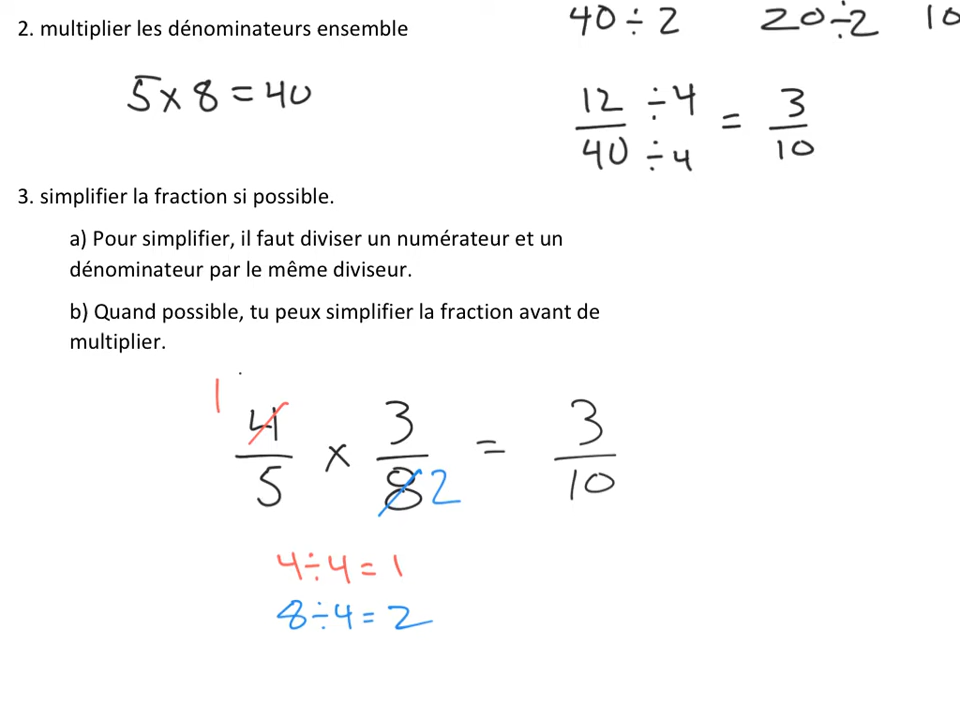 2. multiplier les dénominateurs ensemble
40 ÷ 2 20 ÷ 2 10
5 x 8 = 40
12 ÷ 4 = 3
40 ÷ 4 10
3. simplifier la fraction si possible.
a) Pour simplifier, il faut diviser un numérateur et un
dénominateur par le même diviseur.
b) Quand possible, tu peux simplifier la fraction avant de
multiplier.
1 4 x 3 = 3
5 8 2 10
4 ÷ 4 = 1
8 ÷ 4 = 2